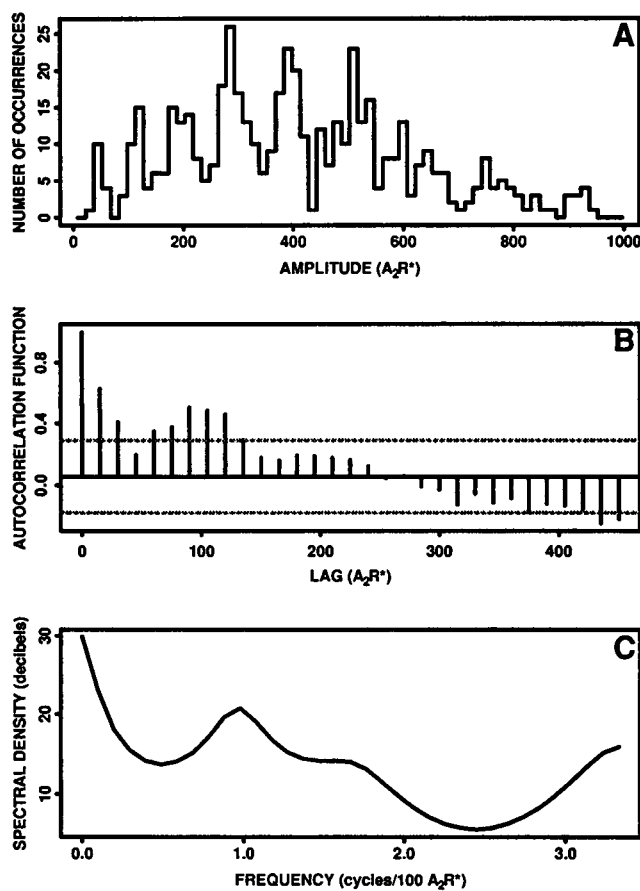 A
NUMBER OF OCCURRENCES
25
20
15
10
5
0
0 200 400 600 800 1000
AMPLITUDE (A₂R*)
B
AUTOCORRELATION FUNCTION
0.8
0.4
0.0
0 100 200 300 400
LAG (A₂R*)
C
SPECTRAL DENSITY (decibels)
30
20
10
0.0 1.0 2.0 3.0
FREQUENCY (cycles/100 A₂R*)